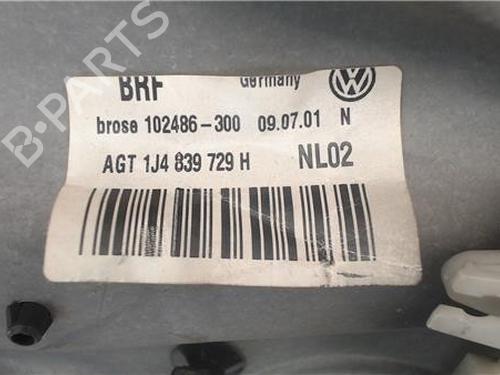 B-PARTS
BRF Germany
brose 102486-300 09.07.01 N
AGT 1J4 839 729 H NL02